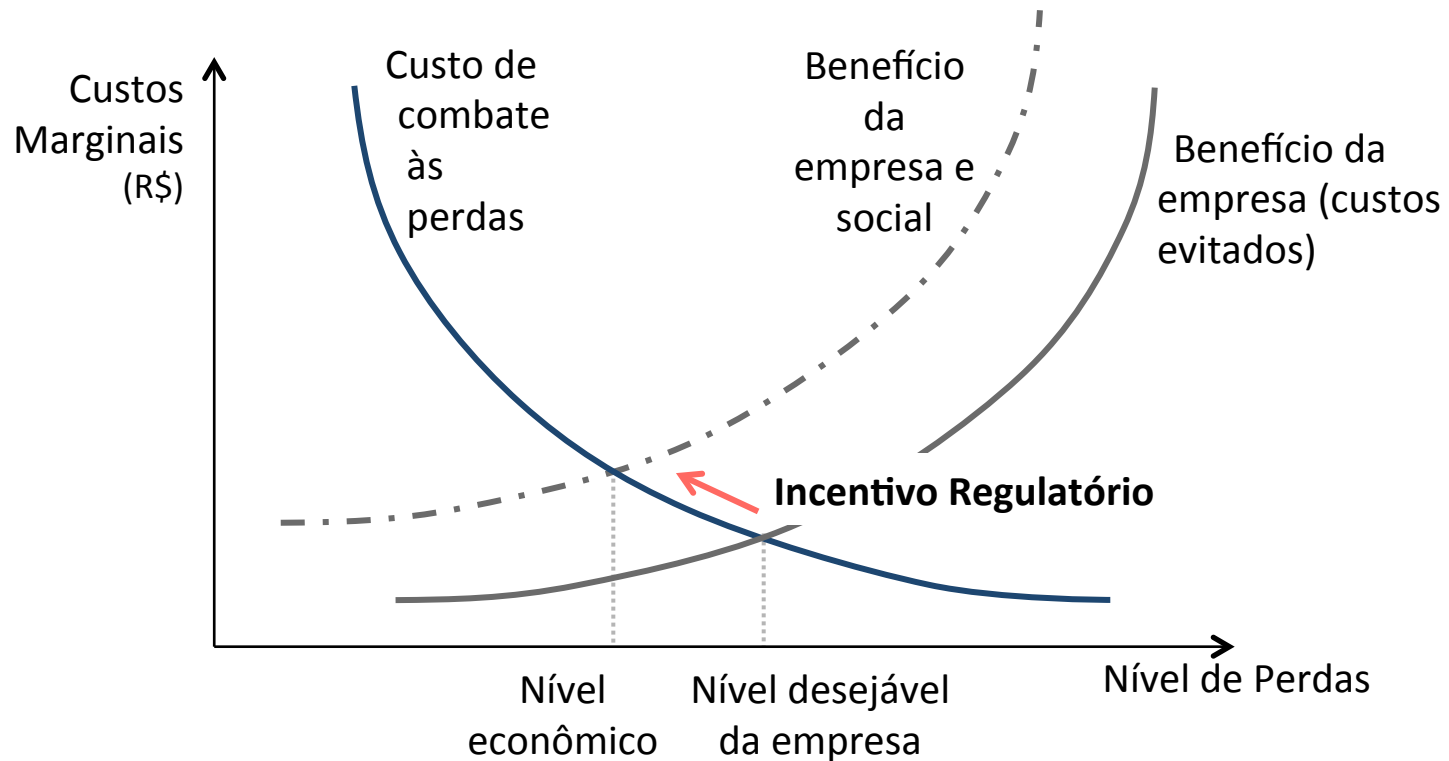 Custos
Marginais
(R$)
Custo de
combate
às
perdas
Benefício
da
empresa e
social
Benefício da
empresa (custos
evitados)
Incentivo Regulatório
Nível
econômico
Nível desejável
da empresa
Nível de Perdas